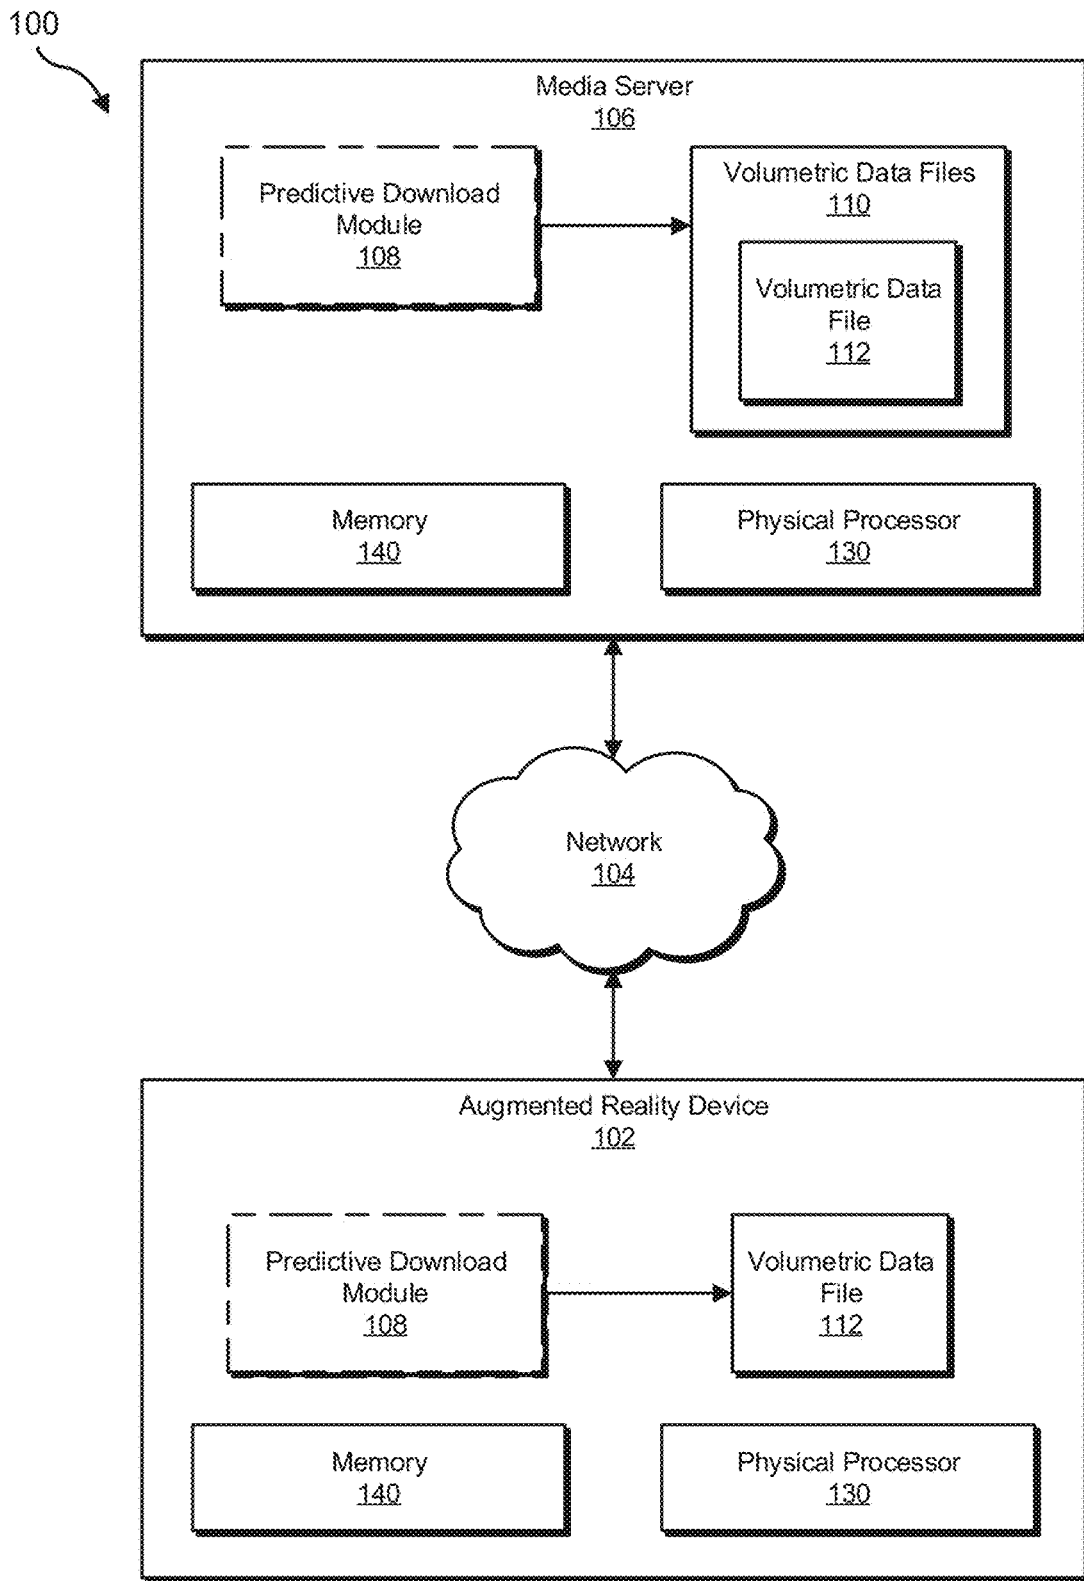 100
Media Server
106
Predictive Download
Module
108
Volumetric Data Files
110
Volumetric Data
File
112
Memory
140
Physical Processor
130
Network
104
Augmented Reality Device
102
Predictive Download
Module
108
Volumetric Data
File
112
Memory
140
Physical Processor
130